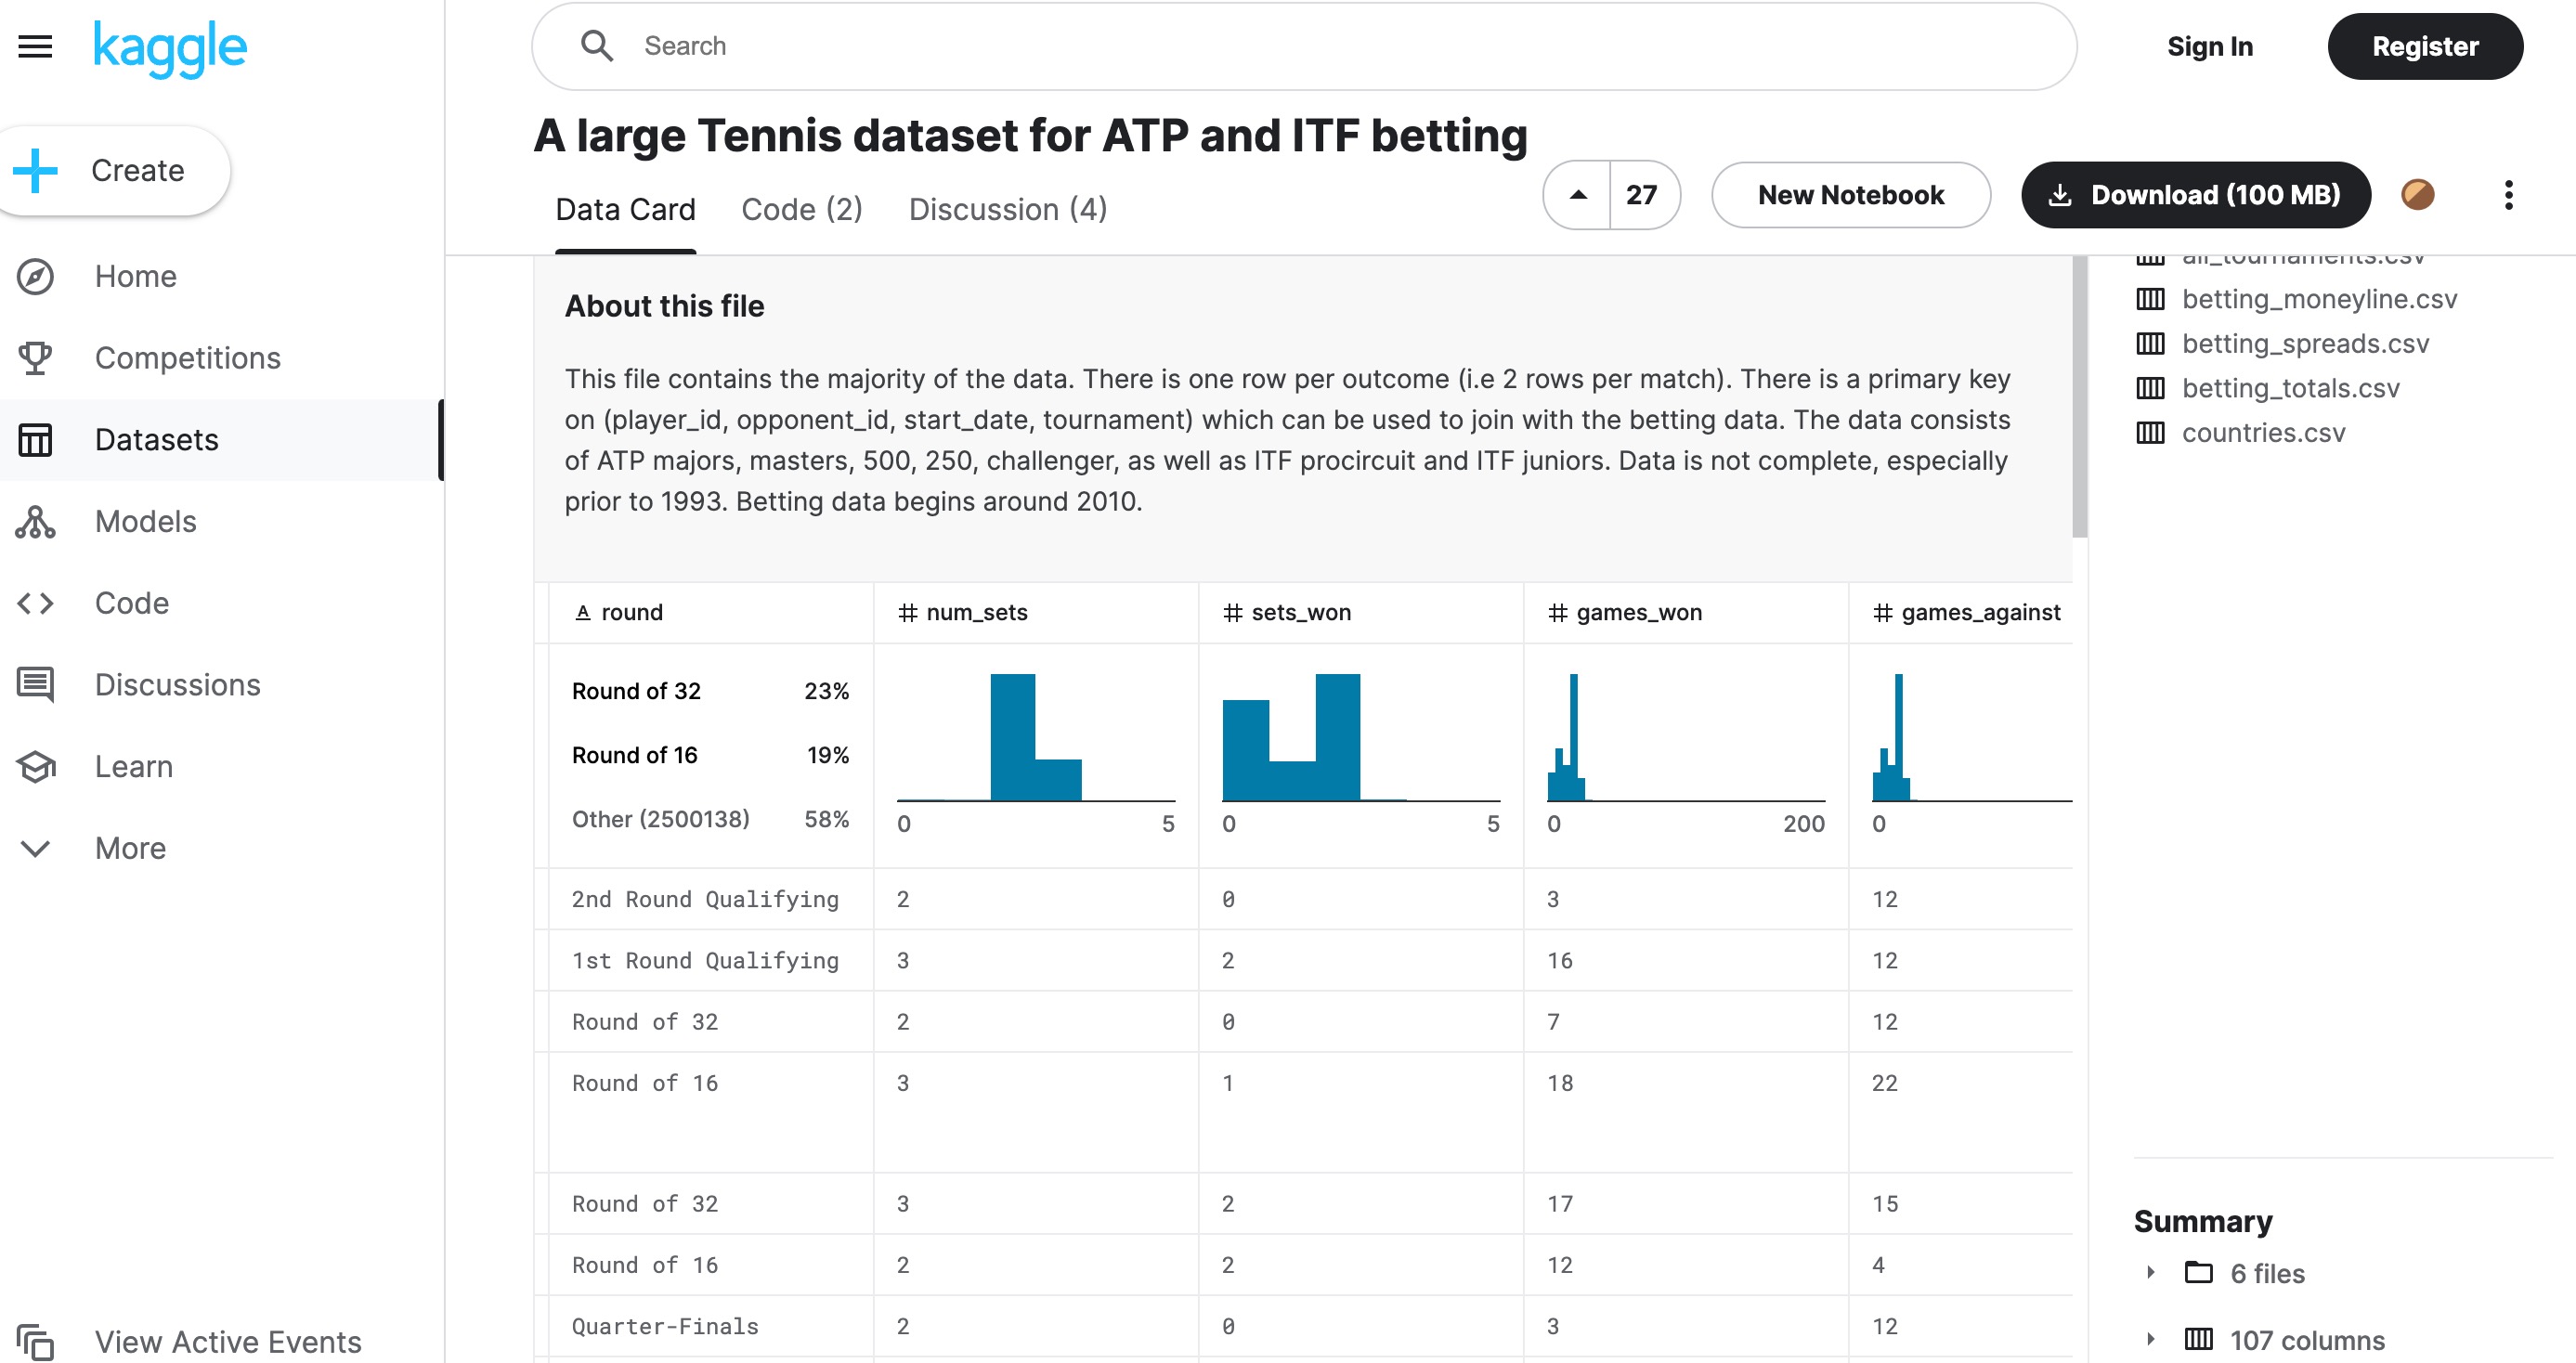 kaggle
Search
Sign In
Register
Create
Home
Competitions
Datasets
Models
Code
Discussions
Learn
More
View Active Events
A large Tennis dataset for ATP and ITF betting
Data Card
Code (2)
Discussion (4)
27
New Notebook
Download (100 MB)
About this file
This file contains the majority of the data. There is one row per outcome (i.e 2 rows per match). There is a primary key
on (player_id, opponent_id, start_date, tournament) which can be used to join with the betting data. The data consists
of ATP majors, masters, 500, 250, challenger, as well as ITF procircuit and ITF juniors. Data is not complete, especially
prior to 1993. Betting data begins around 2010.
A round # num_sets # sets_won # games_won # games_against
Round of 32 23%
Round of 16 19%
Other (2500138) 58%
0 5 0 5 0 200 0
2nd Round Qualifying 2 0 3 12
1st Round Qualifying 3 2 16 12
Round of 32 2 0 7 12
Round of 16 3 1 18 22
Round of 32 3 2 17 15
Round of 16 2 2 12 4
Quarter-Finals 2 0 3 12
all_tournaments.csv
betting_moneyline.csv
betting_spreads.csv
betting_totals.csv
countries.csv
Summary
6 files
107 columns